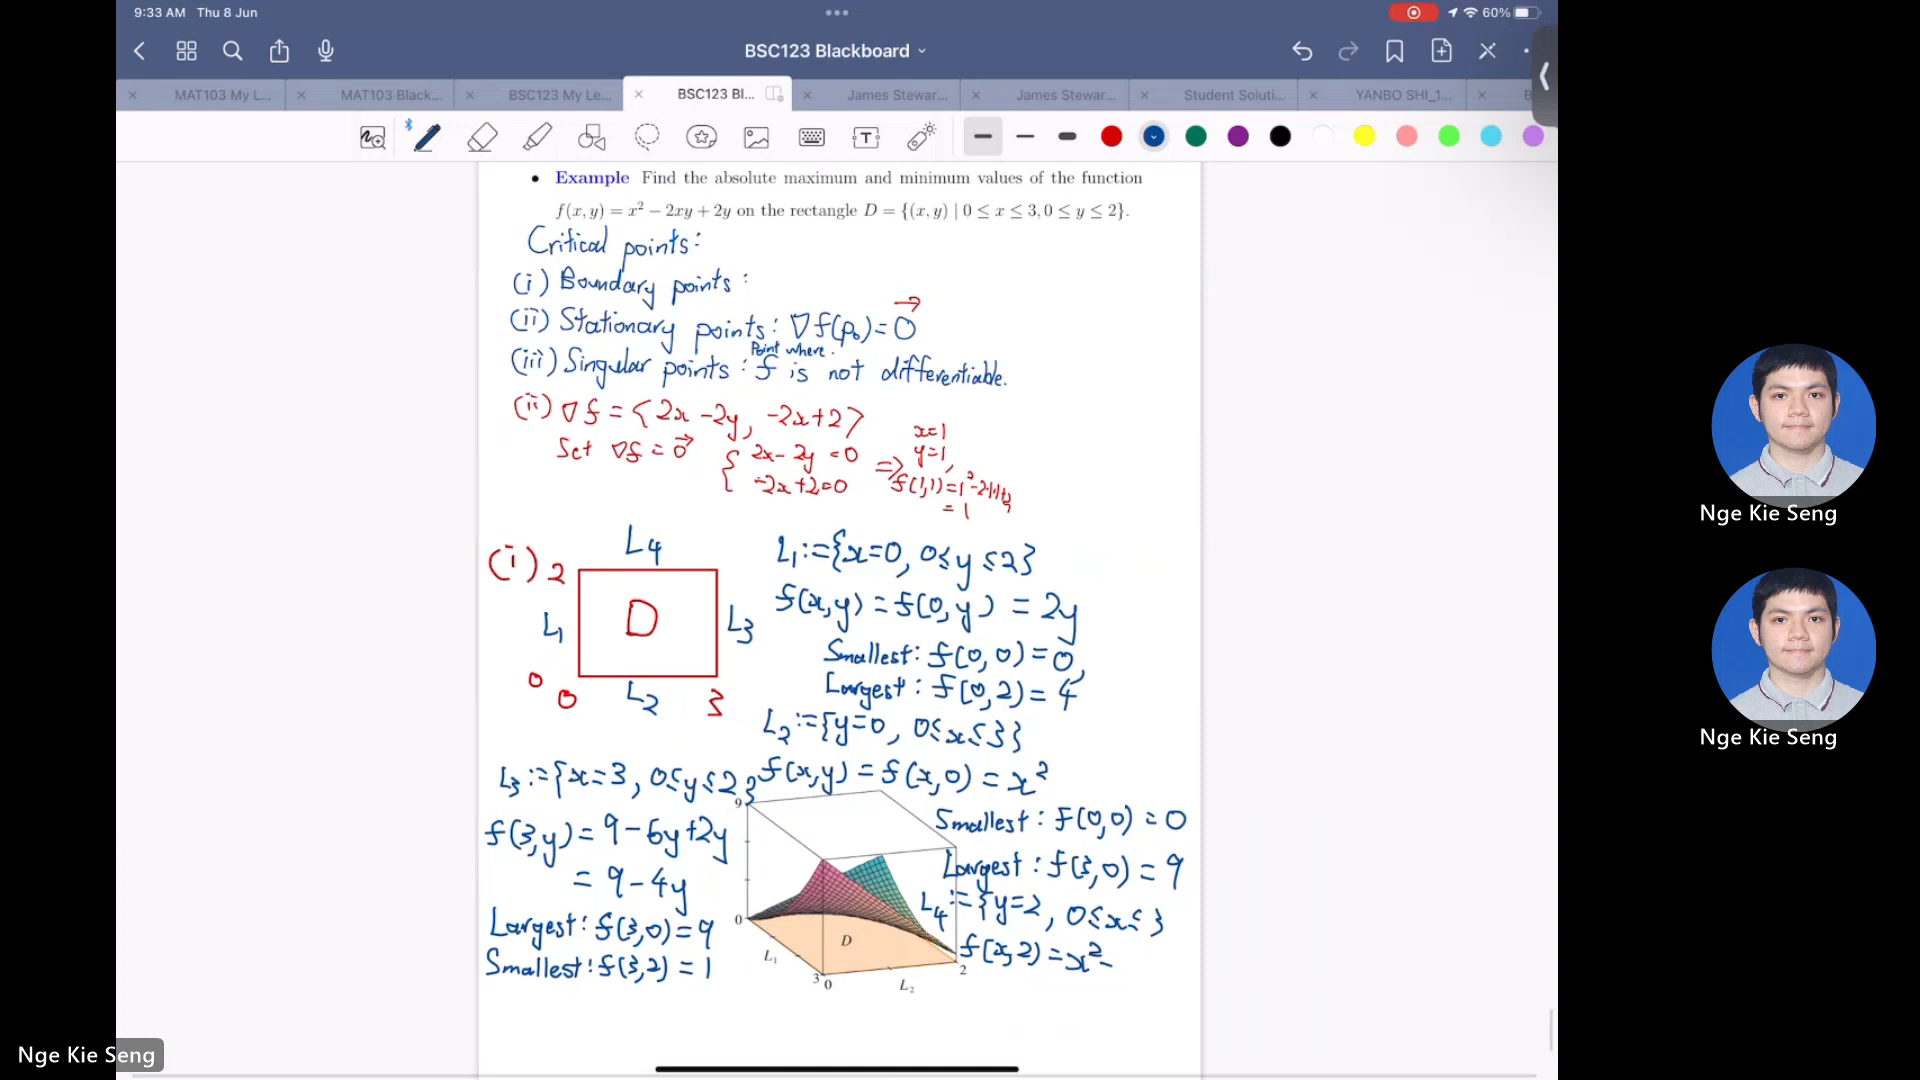 9:33 AM Thu 8 Jun
60%
BSC123 Blackboard
MAT103 My L...
MAT103 Black...
BSC123 My Le...
BSC123 Bl...
James Stewar...
James Stewar...
Student Soluti...
YANBO SHI_1...
B
• Example Find the absolute maximum and minimum values of the function
f(x, y) = x² − 2xy + 2y on the rectangle D = {(x, y) | 0 ≤ x ≤ 3, 0 ≤ y ≤ 2}.
Critical points:
(i) Boundary points:
(ii) Stationary points: ∇f(p₀) = 0⃗
Point where
(iii) Singular points: f is not differentiable.
(ii) ∇f = <2x − 2y, −2x+2>
Set ∇f = 0⃗
{ 2x − 2y = 0
−2x + 2 = 0
⇒
x=1
y=1,
f(1,1) = 1² − 2·1·1+2
= 1
(i)
2
L4
L1
D
L3
0
0
L2
3
L1 := {x=0, 0≤y≤2}
f(x,y) = f(0,y) = 2y
Smallest: f(0,0) = 0,
Largest: f(0,2) = 4
L2 := {y=0, 0≤x≤3}
f(x,y) = f(x,0) = x²
Smallest: f(0,0) = 0
Largest: f(3,0) = 9
L3 := {x=3, 0≤y≤2}
f(3,y) = 9 − 6y + 2y
= 9 − 4y
Largest: f(3,0) = 9
Smallest: f(3,2) = 1
L4 := {y=2, 0≤x≤3
f(x,2) = x² −
9
0
D
L₁
3
0
L₂
2
Nge Kie Seng
Nge Kie Seng
Nge Kie Seng